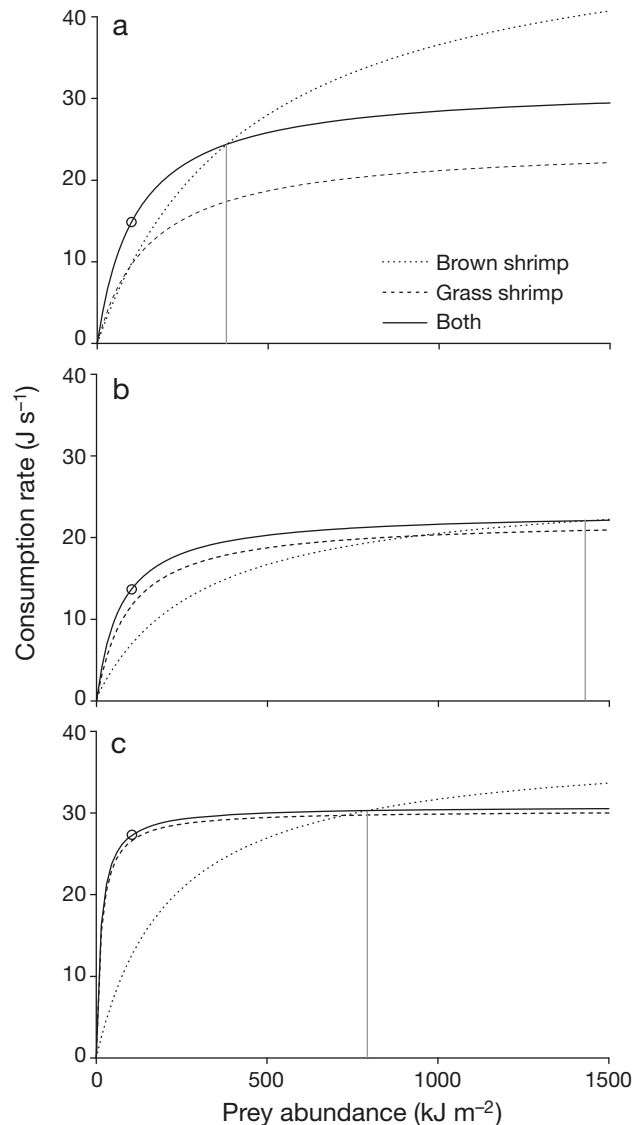 a
40
30
20
10
0
Brown shrimp
Grass shrimp
Both
b
40
30
20
10
0
Consumption rate (J s⁻¹)
c
40
30
20
10
0
0 500 1000 1500
Prey abundance (kJ m⁻²)